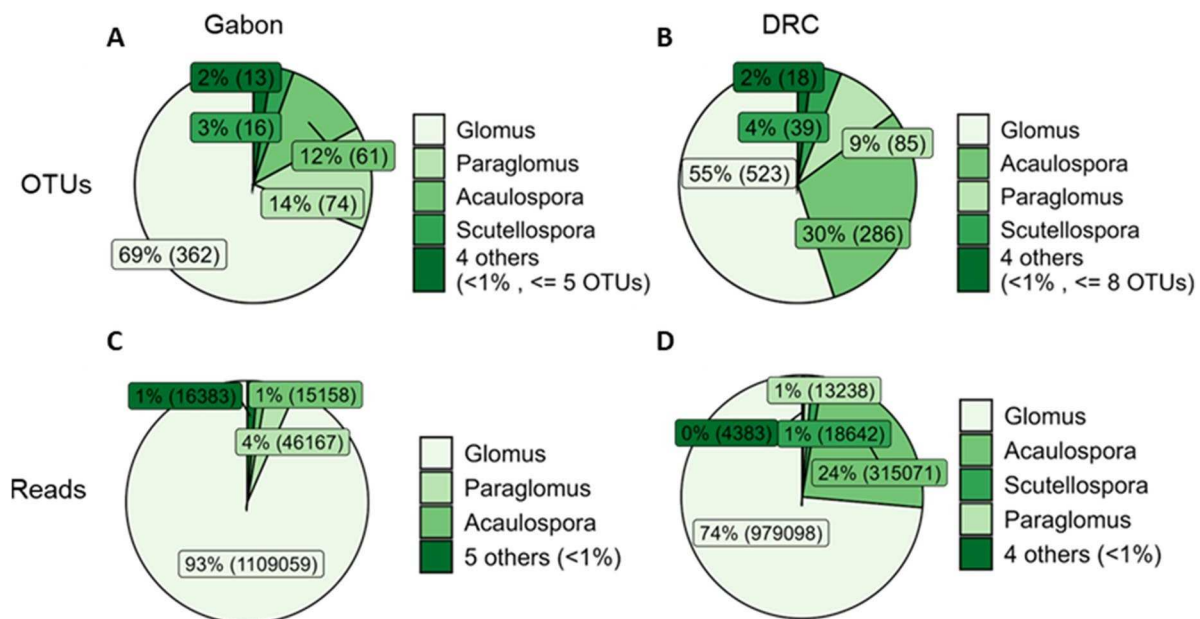 Gabon
DRC
A
B
OTUs
2% (13)
3% (16)
12% (61)
14% (74)
69% (362)
Glomus
Paraglomus
Acaulospora
Scutellospora
4 others
(<1% , <= 5 OTUs)
2% (18)
4% (39)
9% (85)
55% (523)
30% (286)
Glomus
Acaulospora
Paraglomus
Scutellospora
4 others
(<1% , <= 8 OTUs)
C
D
Reads
1% (16383)
1% (15158)
4% (46167)
93% (1109059)
Glomus
Paraglomus
Acaulospora
5 others (<1%)
1% (13238)
0% (4383)
1% (18642)
24% (315071)
74% (979098)
Glomus
Acaulospora
Scutellospora
Paraglomus
4 others (<1%)